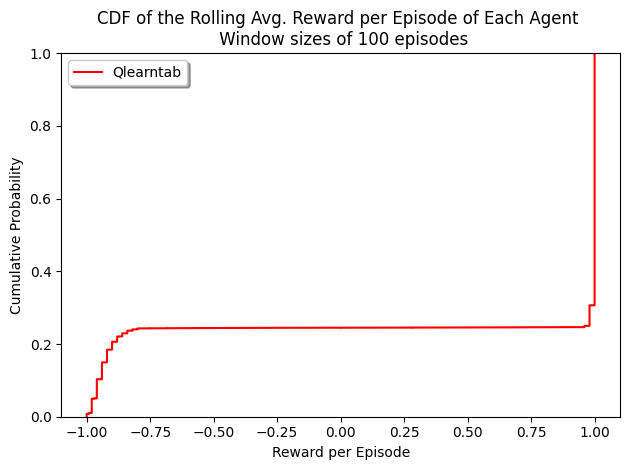 CDF of the Rolling Avg. Reward per Episode of Each Agent
Window sizes of 100 episodes
Qlearntab
Cumulative Probability
1.0
0.8
0.6
0.4
0.2
0.0
−1.00 −0.75 −0.50 −0.25 0.00 0.25 0.50 0.75 1.00
Reward per Episode